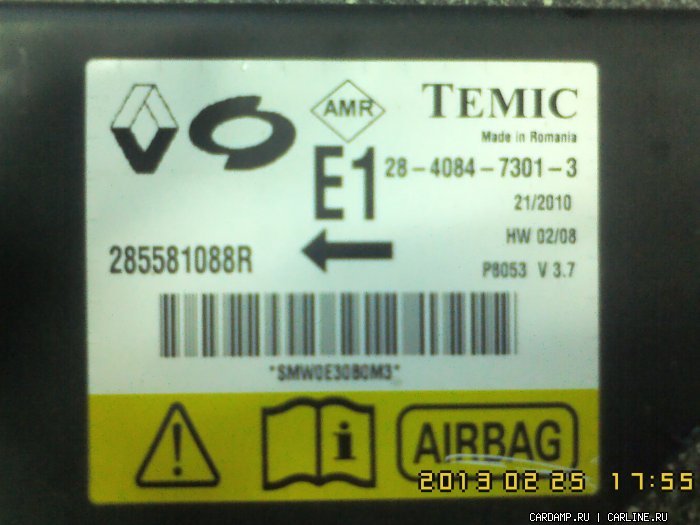 AMR
TEMIC
Made in Romania
E1
28-4084-7301-3
21/2010
HW 02/08
285581088R
P8053 V 3.7
*SMW0E30B0M3*
i
AIRBAG
2013 02 25 17:55
CARDAMP.RU | CARLINE.RU